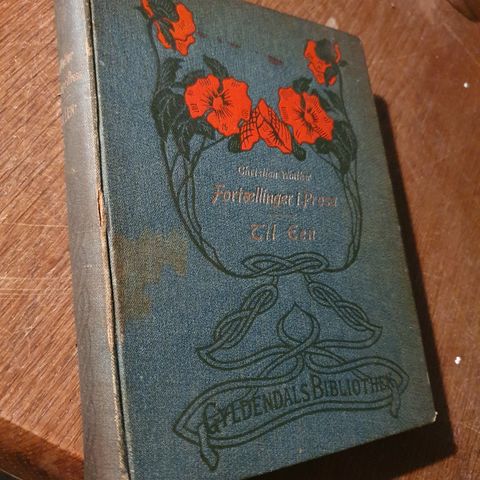 Christian Winther
Fortællinger i Prosa
Til Een
GYLDENDALS BIBLIOTHEK